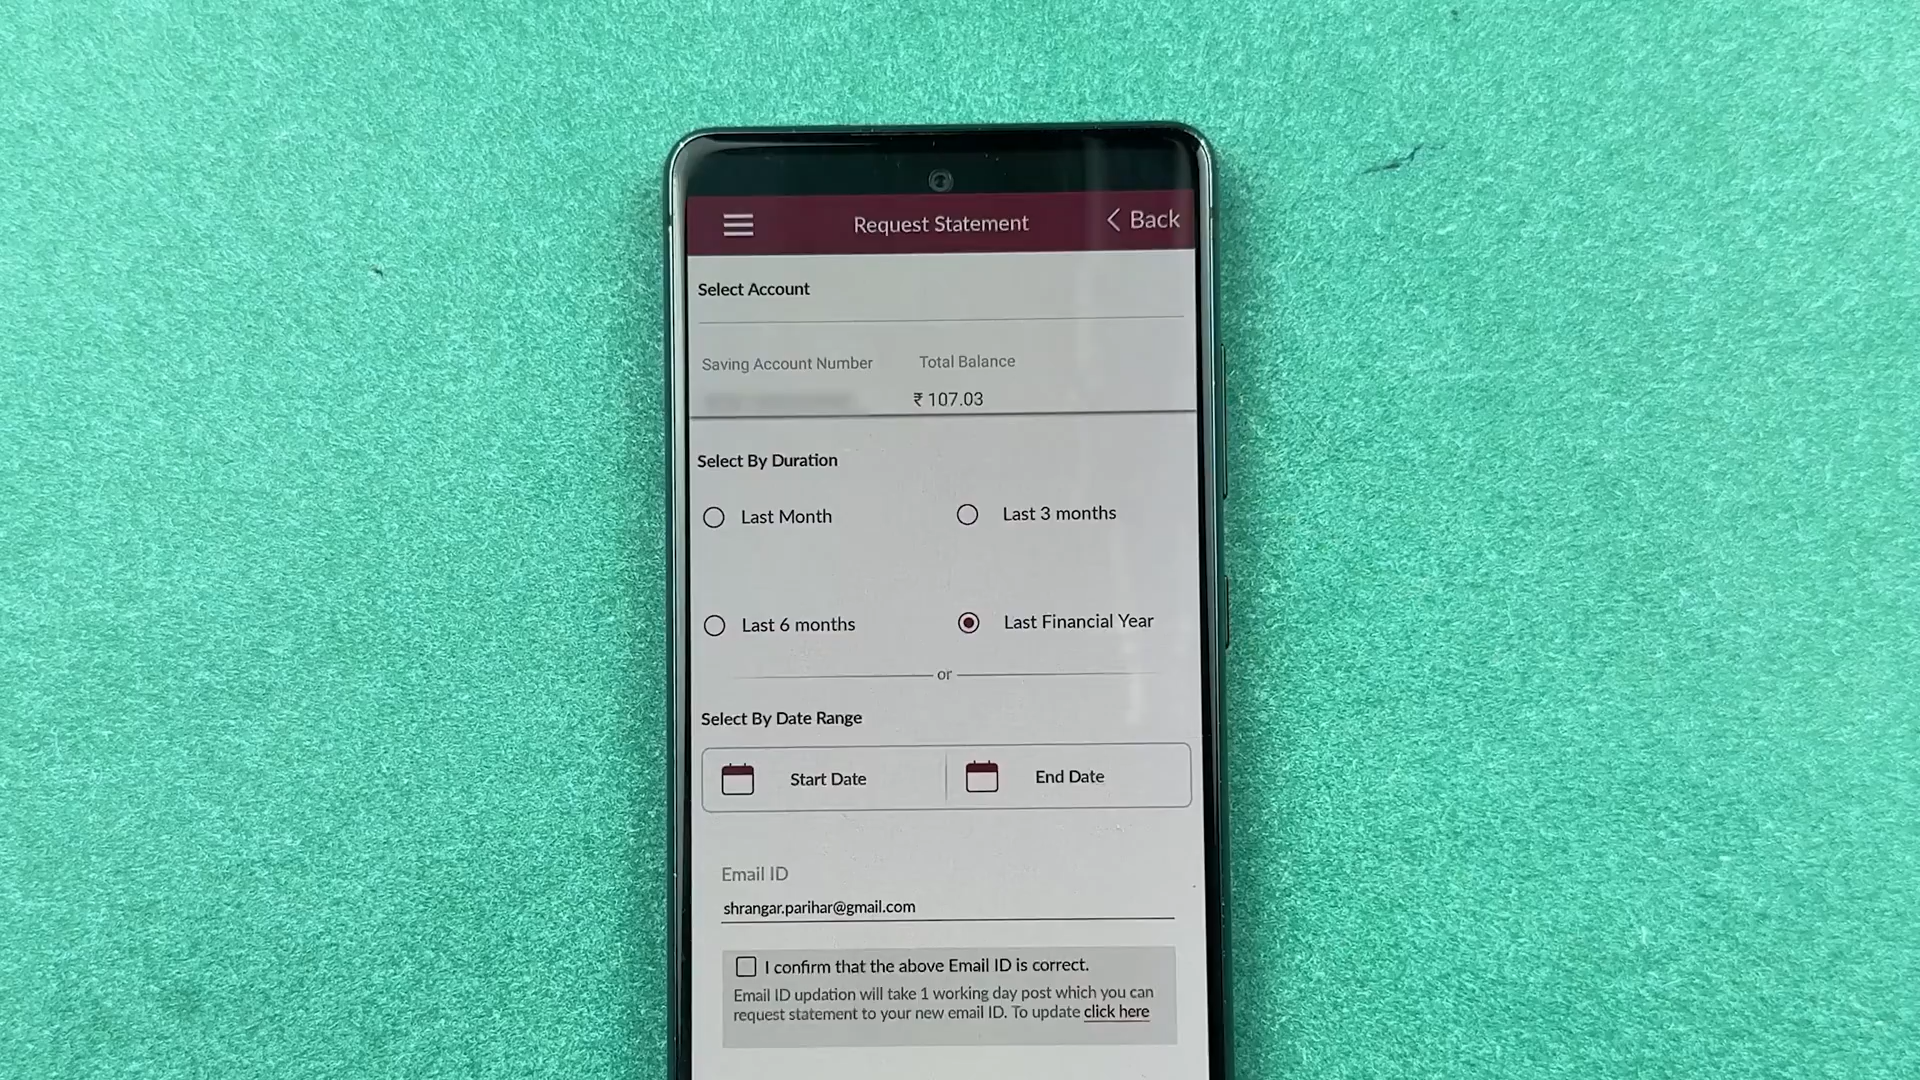 Request Statement
Back
Select Account
Saving Account Number
Total Balance
₹ 107.03
Select By Duration
Last Month
Last 3 months
Last 6 months
Last Financial Year
or
Select By Date Range
Start Date
End Date
Email ID
shrangar.parihar@gmail.com
I confirm that the above Email ID is correct.
Email ID updation will take 1 working day post which you can
request statement to your new email ID. To update click here